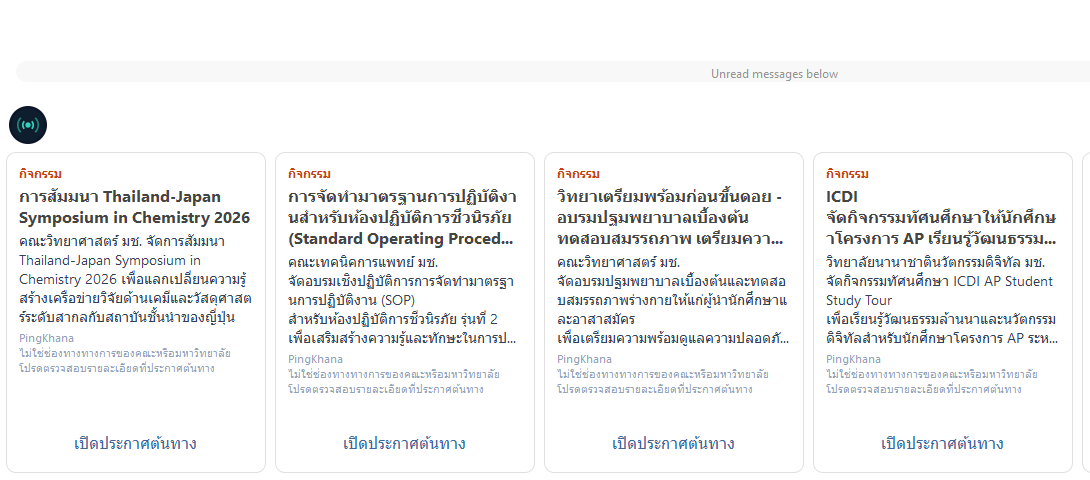 Unread messages below
กิจกรรม
การสัมมนา Thailand-Japan
Symposium in Chemistry 2026
คณะวิทยาศาสตร์ มช. จัดการสัมมนา
Thailand-Japan Symposium in
Chemistry 2026 เพื่อแลกเปลี่ยนความรู้
สร้างเครือข่ายวิจัยด้านเคมีและวัสดุศาสต
ร์ระดับสากลกับสถาบันชั้นนำของญี่ปุ่น
PingKhana
ไม่ใช่ช่องทางทางการของคณะหรือมหาวิทยาลัย
โปรดตรวจสอบรายละเอียดที่ประกาศต้นทาง
เปิดประกาศต้นทาง
กิจกรรม
การจัดทำมาตรฐานการปฏิบัติงา
นสำหรับห้องปฏิบัติการชีวนิรภัย
(Standard Operating Proced...
คณะเทคนิคการแพทย์ มช.
จัดอบรมเชิงปฏิบัติการการจัดทำมาตรฐา
นการปฏิบัติงาน (SOP)
สำหรับห้องปฏิบัติการชีวนิรภัย รุ่นที่ 2
เพื่อเสริมสร้างความรู้และทักษะในการป...
PingKhana
ไม่ใช่ช่องทางทางการของคณะหรือมหาวิทยาลัย
โปรดตรวจสอบรายละเอียดที่ประกาศต้นทาง
เปิดประกาศต้นทาง
กิจกรรม
วิทยาเตรียมพร้อมก่อนขึ้นดอย -
อบรมปฐมพยาบาลเบื้องต้น
ทดสอบสมรรถภาพ เตรียมควา...
คณะวิทยาศาสตร์ มช.
จัดอบรมปฐมพยาบาลเบื้องต้นและทดสอ
บสมรรถภาพร่างกายให้แก่ผู้นำนักศึกษาแ
ละอาสาสมัคร
เพื่อเตรียมความพร้อมดูแลความปลอดภั...
PingKhana
ไม่ใช่ช่องทางทางการของคณะหรือมหาวิทยาลัย
โปรดตรวจสอบรายละเอียดที่ประกาศต้นทาง
เปิดประกาศต้นทาง
กิจกรรม
ICDI
จัดกิจกรรมทัศนศึกษาให้นักศึกษ
าโครงการ AP เรียนรู้วัฒนธรรม...
วิทยาลัยนานาชาตินวัตกรรมดิจิทัล มช.
จัดกิจกรรมทัศนศึกษา ICDI AP Student
Study Tour
เพื่อเรียนรู้วัฒนธรรมล้านนาและนวัตกรรม
ดิจิทัลสำหรับนักศึกษาโครงการ AP ระห...
PingKhana
ไม่ใช่ช่องทางทางการของคณะหรือมหาวิทยาลัย
โปรดตรวจสอบรายละเอียดที่ประกาศต้นทาง
เปิดประกาศต้นทาง